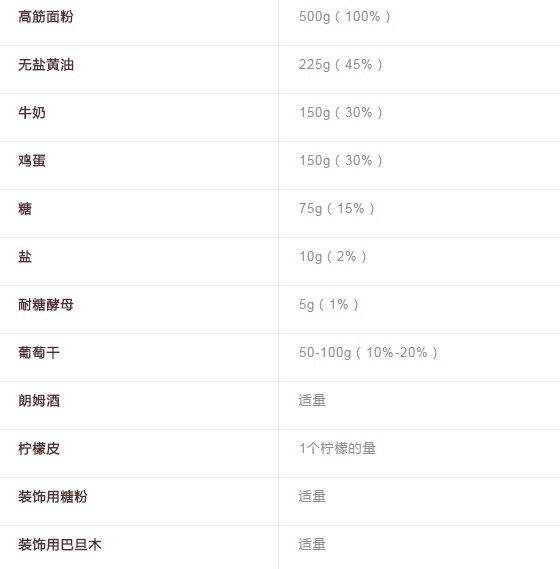 高筋面粉 500g ( 100% )
无盐黄油 225g ( 45% )
牛奶 150g ( 30% )
鸡蛋 150g ( 30% )
糖 75g ( 15% )
盐 10g ( 2% )
耐糖酵母 5g ( 1% )
葡萄干 50-100g ( 10%-20% )
朗姆酒 适量
柠檬皮 1个柠檬的量
装饰用糖粉 适量
装饰用巴旦木 适量